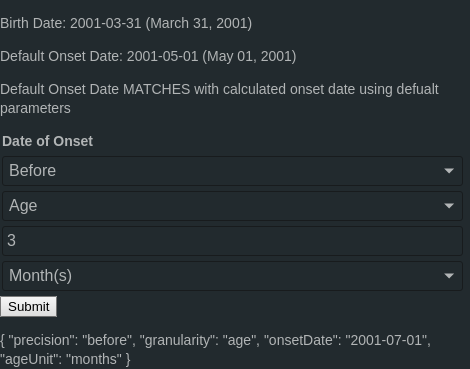 Birth Date: 2001-03-31 (March 31, 2001)
Default Onset Date: 2001-05-01 (May 01, 2001)
Default Onset Date MATCHES with calculated onset date using defualt
parameters
Date of Onset
Before
Age
3
Month(s)
Submit
{ "precision": "before", "granularity": "age", "onsetDate": "2001-07-01",
"ageUnit": "months" }